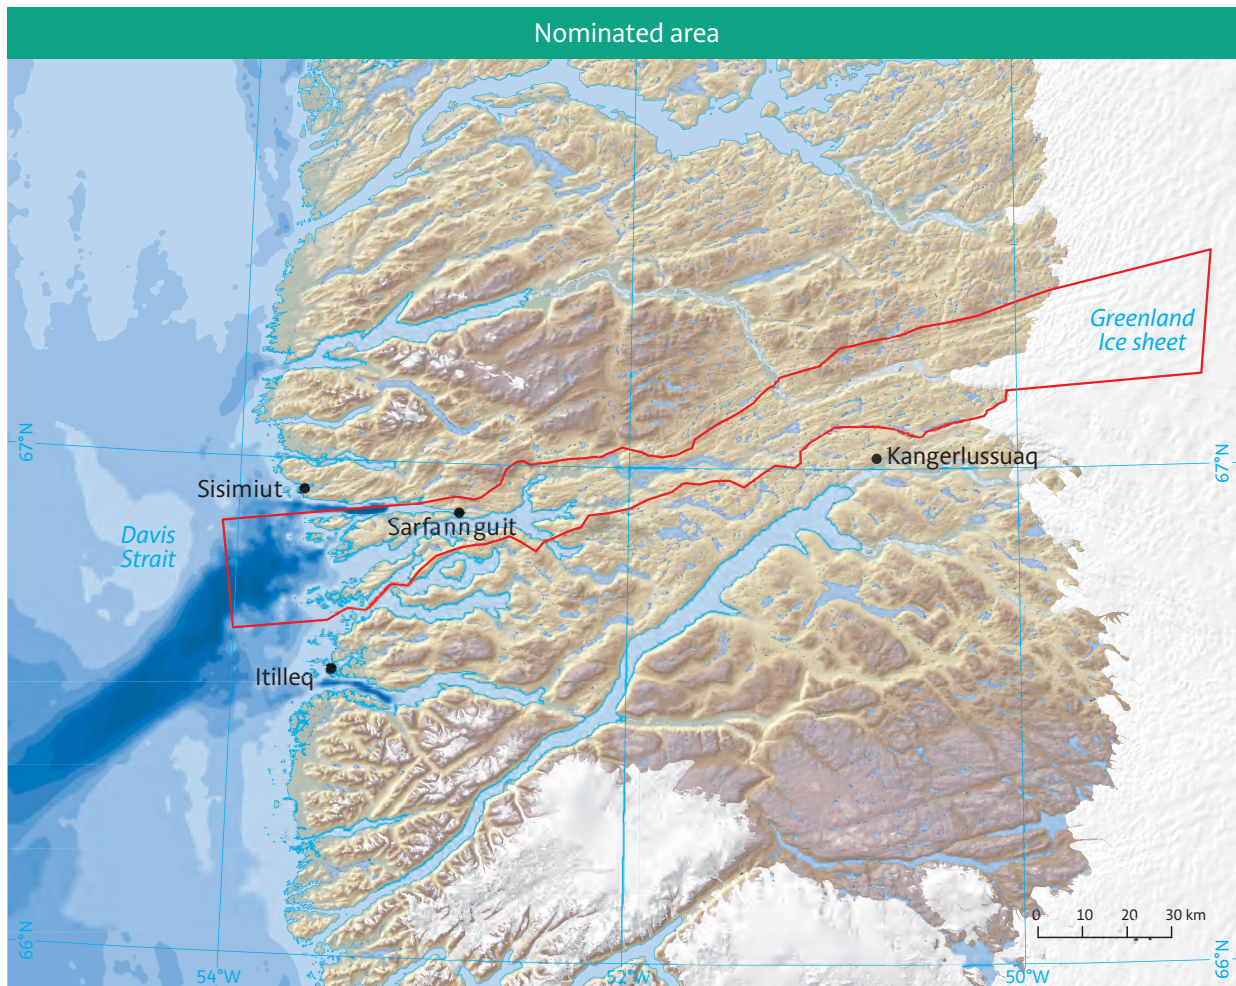 Nominated area
Greenland
Ice sheet
67°N
67°N
Kangerlussuaq
Sisimiut
Sarfannguit
Davis
Strait
Itilleq
0 10 20 30 km
66°N
66°N
54°W
52°W
50°W